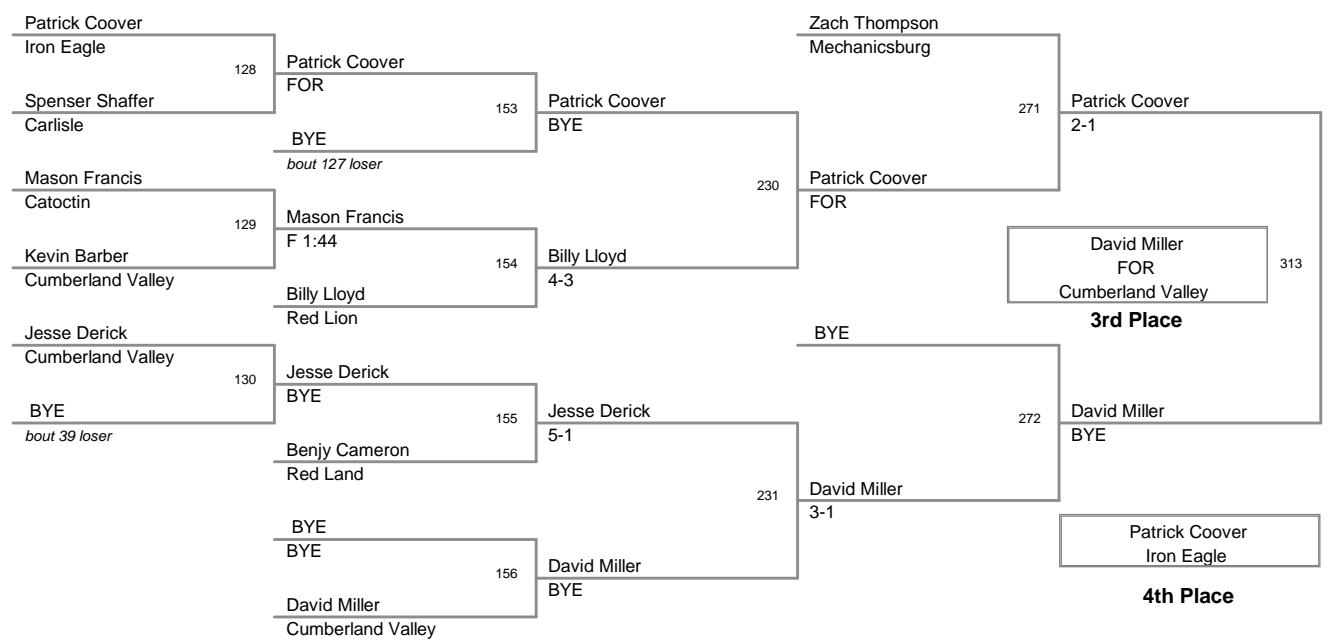 Patrick Coover
Iron Eagle
128
Spenser Shaffer
Carlisle
Mason Francis
Catoctin
129
Kevin Barber
Cumberland Valley
Jesse Derick
Cumberland Valley
130
BYE
bout 39 loser
Patrick Coover
FOR
153
BYE
bout 127 loser
Mason Francis
F 1:44
154
Billy Lloyd
Red Lion
Jesse Derick
BYE
155
Benjy Cameron
Red Land
BYE
BYE
156
David Miller
Cumberland Valley
Patrick Coover
BYE
230
Billy Lloyd
4-3
Jesse Derick
5-1
231
David Miller
BYE
Zach Thompson
Mechanicsburg
271
Patrick Coover
FOR
BYE
272
David Miller
3-1
Patrick Coover
2-1
David Miller
FOR
Cumberland Valley
313
3rd Place
David Miller
BYE
Patrick Coover
Iron Eagle
4th Place